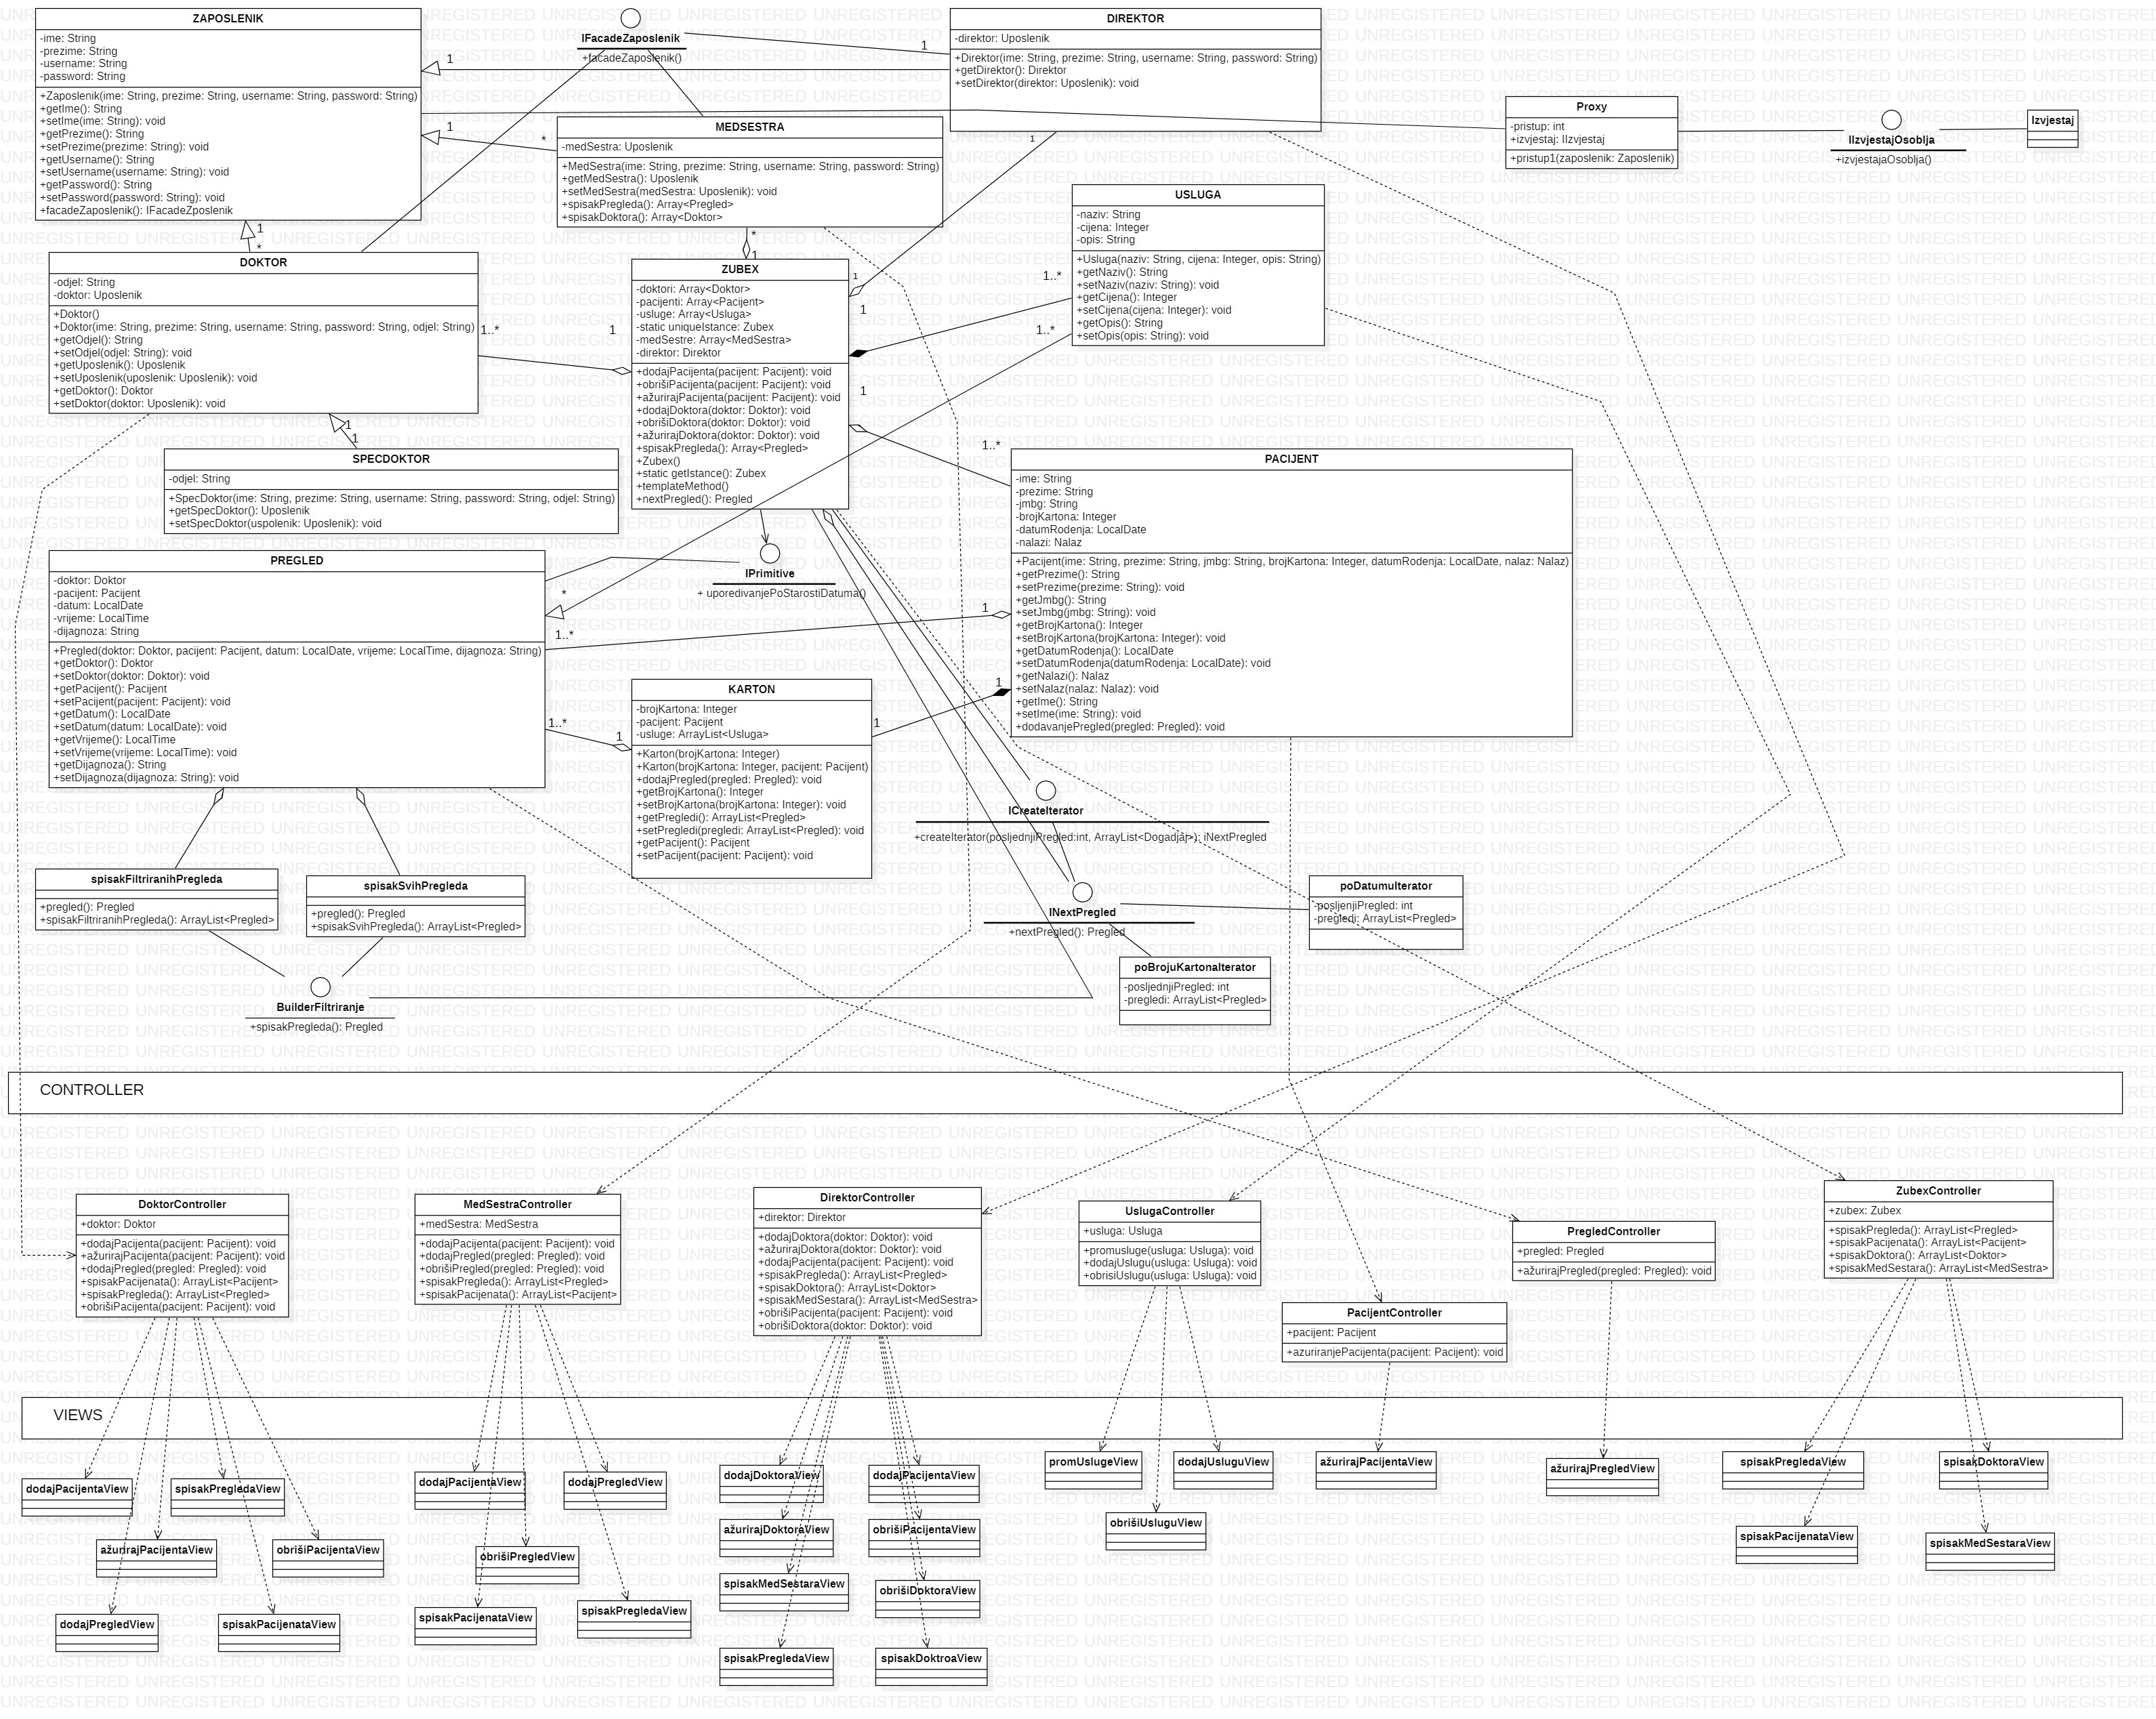 ZAPOSLENIK
-ime: String
-prezime: String
-username: String
-password: String
+Zaposlenik(ime: String, prezime: String, username: String, password: String)
+getIme(): String
+setIme(ime: String): void
+getPrezime(): String
+setPrezime(prezime: String): void
+getUsername(): String
+setUsername(username: String): void
+getPassword(): String
+setPassword(password: String): void
+facadeZaposlenik(): IFacadeZposlenik
IFacadeZaposlenik
+facadeZaposlenik()
DIREKTOR
-direktor: Uposlenik
+Direktor(ime: String, prezime: String, username: String, password: String)
+getDirektor(): Direktor
+setDirektor(direktor: Uposlenik): void
1
1
1
*
1
MEDSESTRA
-medSestra: Uposlenik
+MedSestra(ime: String, prezime: String, username: String, password: String)
+getMedSestra(): Uposlenik
+setMedSestra(medSestra: Uposlenik): void
+spisakPregleda(): Array<Pregled>
+spisakDoktora(): Array<Doktor>
Proxy
-pristup: int
+izvjestaj: IIzvjestaj
+pristup1(zaposlenik: Zaposlenik)
IIzvjestajOsoblja
+izvjestajaOsoblja()
Izvjestaj
USLUGA
-naziv: String
-cijena: Integer
-opis: String
+Usluga(naziv: String, cijena: Integer, opis: String)
+getNaziv(): String
+setNaziv(naziv: String): void
+getCijena(): Integer
+setCijena(cijena: Integer): void
+getOpis(): String
+setOpis(opis: String): void
1
*
DOKTOR
-odjel: String
-doktor: Uposlenik
+Doktor()
+Doktor(ime: String, prezime: String, username: String, password: String, odjel: String)
+getOdjel(): String
+setOdjel(odjel: String): void
+getUposlenik(): Uposlenik
+setUposlenik(uposlenik: Uposlenik): void
+getDoktor(): Doktor
+setDoktor(doktor: Uposlenik): void
*
1
ZUBEX
-doktori: Array<Doktor>
-pacijenti: Array<Pacijent>
-usluge: Array<Usluga>
-static uniqueIstance: Zubex
-medSestre: Array<MedSestra>
-direktor: Direktor
+dodajPacijenta(pacijent: Pacijent): void
+obrišiPacijenta(pacijent: Pacijent): void
+ažurirajPacijenta(pacijent: Pacijent): void
+dodajDoktora(doktor: Doktor): void
+obrišiDoktora(doktor: Doktor): void
+ažurirajDoktora(doktor: Doktor): void
+spisakPregleda(): Array<Pregled>
+Zubex()
+static getIstance(): Zubex
+templateMethod()
+nextPregled(): Pregled
1
1..*
1
1..*
1
1..*
1
1..*
1
1
SPECDOKTOR
-odjel: String
+SpecDoktor(ime: String, prezime: String, username: String, password: String, odjel: String)
+getSpecDoktor(): Uposlenik
+setSpecDoktor(uspolenik: Uposlenik): void
PACIJENT
-ime: String
-prezime: String
-jmbg: String
-brojKartona: Integer
-datumRodenja: LocalDate
-nalazi: Nalaz
+Pacijent(ime: String, prezime: String, jmbg: String, brojKartona: Integer, datumRodenja: LocalDate, nalaz: Nalaz)
+getPrezime(): String
+setPrezime(prezime: String): void
+getJmbg(): String
+setJmbg(jmbg: String): void
+getBrojKartona(): Integer
+setBrojKartona(brojKartona: Integer): void
+getDatumRodenja(): LocalDate
+setDatumRodenja(datumRodenja: LocalDate): void
+getNalazi(): Nalaz
+setNalaz(nalaz: Nalaz): void
+getIme(): String
+setIme(ime: String): void
+dodavanjePregled(pregled: Pregled): void
PREGLED
-doktor: Doktor
-pacijent: Pacijent
-datum: LocalDate
-vrijeme: LocalTime
-dijagnoza: String
+Pregled(doktor: Doktor, pacijent: Pacijent, datum: LocalDate, vrijeme: LocalTime, dijagnoza: String)
+getDoktor(): Doktor
+setDoktor(doktor: Doktor): void
+getPacijent(): Pacijent
+setPacijent(pacijent: Pacijent): void
+getDatum(): LocalDate
+setDatum(datum: LocalDate): void
+getVrijeme(): LocalTime
+setVrijeme(vrijeme: LocalTime): void
+getDijagnoza(): String
+setDijagnoza(dijagnoza: String): void
IPrimitive
+ uporedivanjePoStarostiDatuma()
*
1..*
1
1
1
1..*
1
KARTON
-brojKartona: Integer
-pacijent: Pacijent
-usluge: ArrayList<Usluga>
+Karton(brojKartona: Integer)
+Karton(brojKartona: Integer, pacijent: Pacijent)
+dodajPregled(pregled: Pregled): void
+getBrojKartona(): Integer
+setBrojKartona(brojKartona: Integer): void
+getPregledi(): ArrayList<Pregled>
+setPregledi(pregledi: ArrayList<Pregled): void
+getPacijent(): Pacijent
+setPacijent(pacijent: Pacijent): void
ICreateIterator
+createIterator(posljednjiPregled:int, ArrayList<Dogadjaj>): iNextPregled
spisakFiltriranihPregleda
+pregled(): Pregled
+spisakFiltriranihPregleda(): ArrayList<Pregled>
spisakSvihPregleda
+pregled(): Pregled
+spisakSvihPregleda(): ArrayList<Pregled>
INextPregled
+nextPregled(): Pregled
poDatumuIterator
-posljenjiPregled: int
-pregledi: ArrayList<Pregled>
poBrojuKartonaIterator
-posljednjiPregled: int
-pregledi: ArrayList<Pregled>
BuilderFiltriranje
+spisakPregleda(): Pregled
CONTROLLER
DoktorController
+doktor: Doktor
+dodajPacijenta(pacijent: Pacijent): void
+ažurirajPacijenta(pacijent: Pacijent): void
+dodajPregled(pregled: Pregled): void
+spisakPacijenata(): ArrayList<Pacijent>
+spisakPregleda(): ArrayList<Pregled>
+obrišiPacijenta(pacijent: Pacijent): void
MedSestraController
+medSestra: MedSestra
+dodajPacijenta(pacijent: Pacijent): void
+dodajPregled(pregled: Pregled): void
+obrišiPregled(pregled: Pregled): void
+spisakPregleda(): ArrayList<Pregled>
+spisakPacijenata(): ArrayList<Pacijent>
DirektorController
+direktor: Direktor
+dodajDoktora(doktor: Doktor): void
+ažurirajDoktora(doktor: Doktor): void
+dodajPacijenta(pacijent: Pacijent): void
+spisakPregleda(): ArrayList<Pregled>
+spisakDoktora(): ArrayList<Doktor>
+spisakMedSestara(): ArrayList<MedSestra>
+obrišiPacijenta(pacijent: Pacijent): void
+obrišiDoktora(doktor: Doktor): void
UslugaController
+usluga: Usluga
+promusluge(usluga: Usluga): void
+dodajUslugu(usluga: Usluga): void
+obrisiUslugu(usluga: Usluga): void
PacijentController
+pacijent: Pacijent
+azuriranjePacijenta(pacijent: Pacijent): void
PregledController
+pregled: Pregled
+ažurirajPregled(pregled: Pregled): void
ZubexController
+zubex: Zubex
+spisakPregleda(): ArrayList<Pregled>
+spisakPacijenata(): ArrayList<Pacijent>
+spisakDoktora(): ArrayList<Doktor>
+spisakMedSestara(): ArrayList<MedSestra>
VIEWS
dodajPacijentaView
spisakPregledaView
ažurirajPacijentaView
obrišiPacijentaView
dodajPregledView
spisakPacijenataView
dodajPacijentaView
dodajPregledView
obrišiPregledView
spisakPacijenataView
spisakPregledaView
dodajDoktoraView
dodajPacijentaView
ažurirajDoktoraView
obrišiPacijentaView
spisakMedSestaraView
obrišiDoktoraView
spisakPregledaView
spisakDoktroaView
promUslugeView
dodajUsluguView
obrišiUsluguView
ažurirajPacijentaView
ažurirajPregledView
spisakPregledaView
spisakDoktoraView
spisakPacijenataView
spisakMedSestaraView